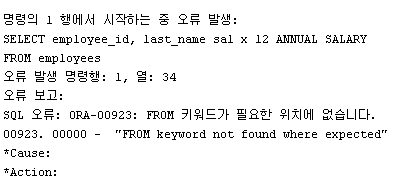 명령의 1 행에서 시작하는 중 오류 발생:
SELECT employee_id, last_name sal x 12 ANNUAL SALARY
FROM employees
오류 발생 명령행: 1, 열: 34
오류 보고:
SQL 오류: ORA-00923: FROM 키워드가 필요한 위치에 없습니다.
00923. 00000 -  "FROM keyword not found where expected"
*Cause:
*Action: